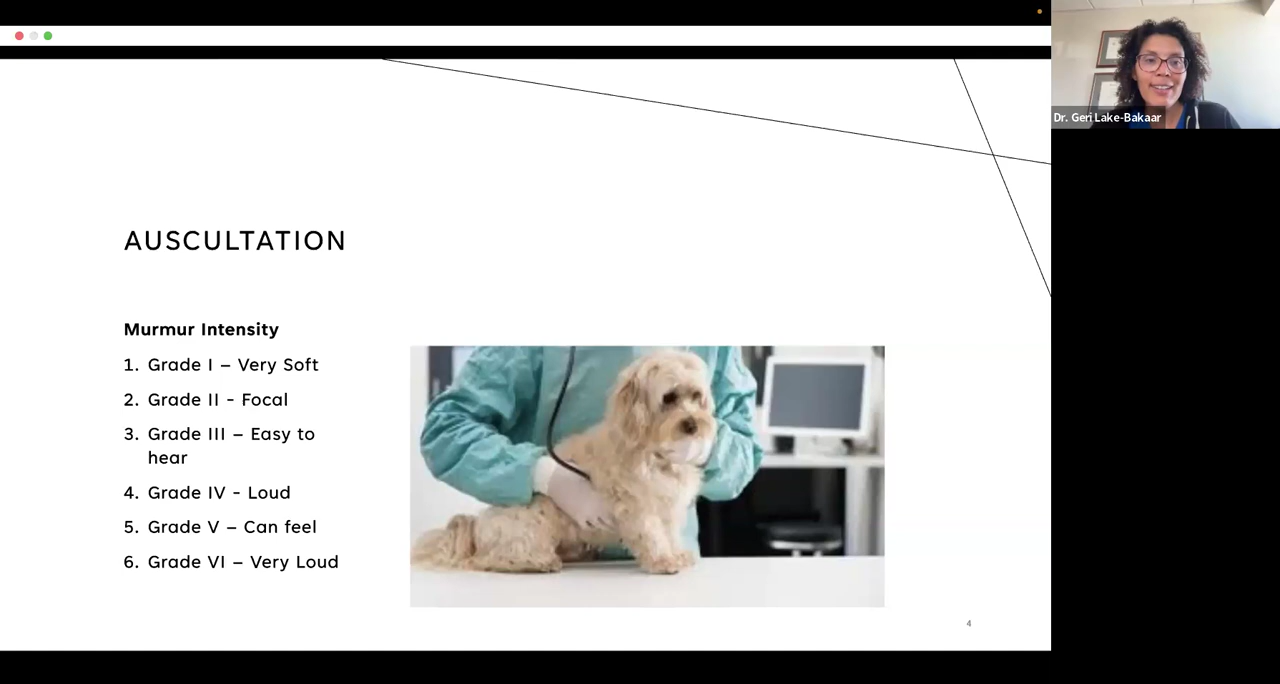 Dr. Geri Lake-Bakaar
AUSCULTATION
Murmur Intensity
1. Grade I – Very Soft
2. Grade II - Focal
3. Grade III – Easy to
hear
4. Grade IV - Loud
5. Grade V – Can feel
6. Grade VI – Very Loud
4